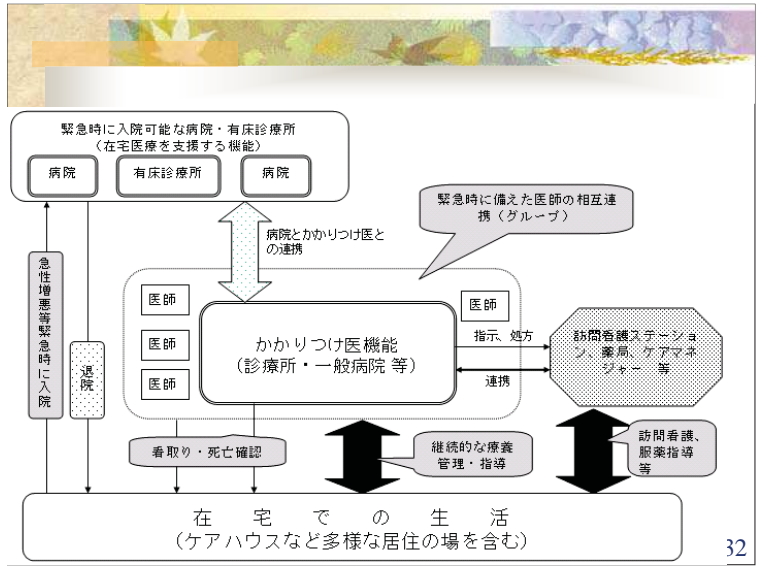 緊急時に入院可能な病院・有床診療所
（在宅医療を支援する機能）
病院
有床診療所
病院
緊急時に備えた医師の相互連
携（グループ）
病院とかかりつけ医と
の連携
急性増悪等緊急時に入院
退院
医師
医師
医師
医師
かかりつけ医機能
（診療所・一般病院 等）
指示、処方
連携
訪問看護ステーショ
ン、薬局、ケアマネ
ジャー 等
看取り・死亡確認
継続的な療養
管理・指導
訪問看護、
服薬指導
等
在 宅 で の 生 活
（ケアハウスなど多様な居住の場を含む）
32